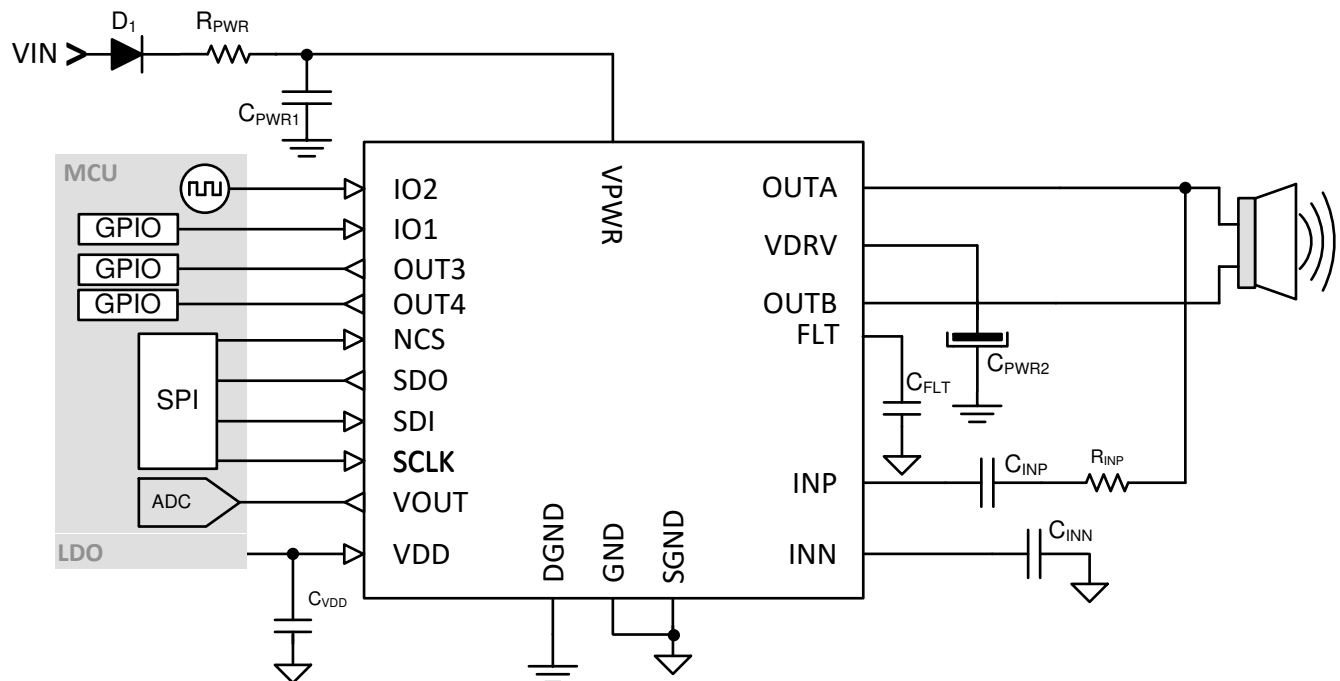 D1
RPWR
VIN
CPWR1
MCU
VPWR
IO2
OUTA
GPIO
IO1
VDRV
GPIO
OUT3
GPIO
OUT4
OUTB
NCS
FLT
CPWR2
SPI
SDO
CFLT
SDI
SCLK
CINP
RINP
ADC
VOUT
INP
CINN
LDO
VDD
DGND
GND
SGND
INN
CVDD